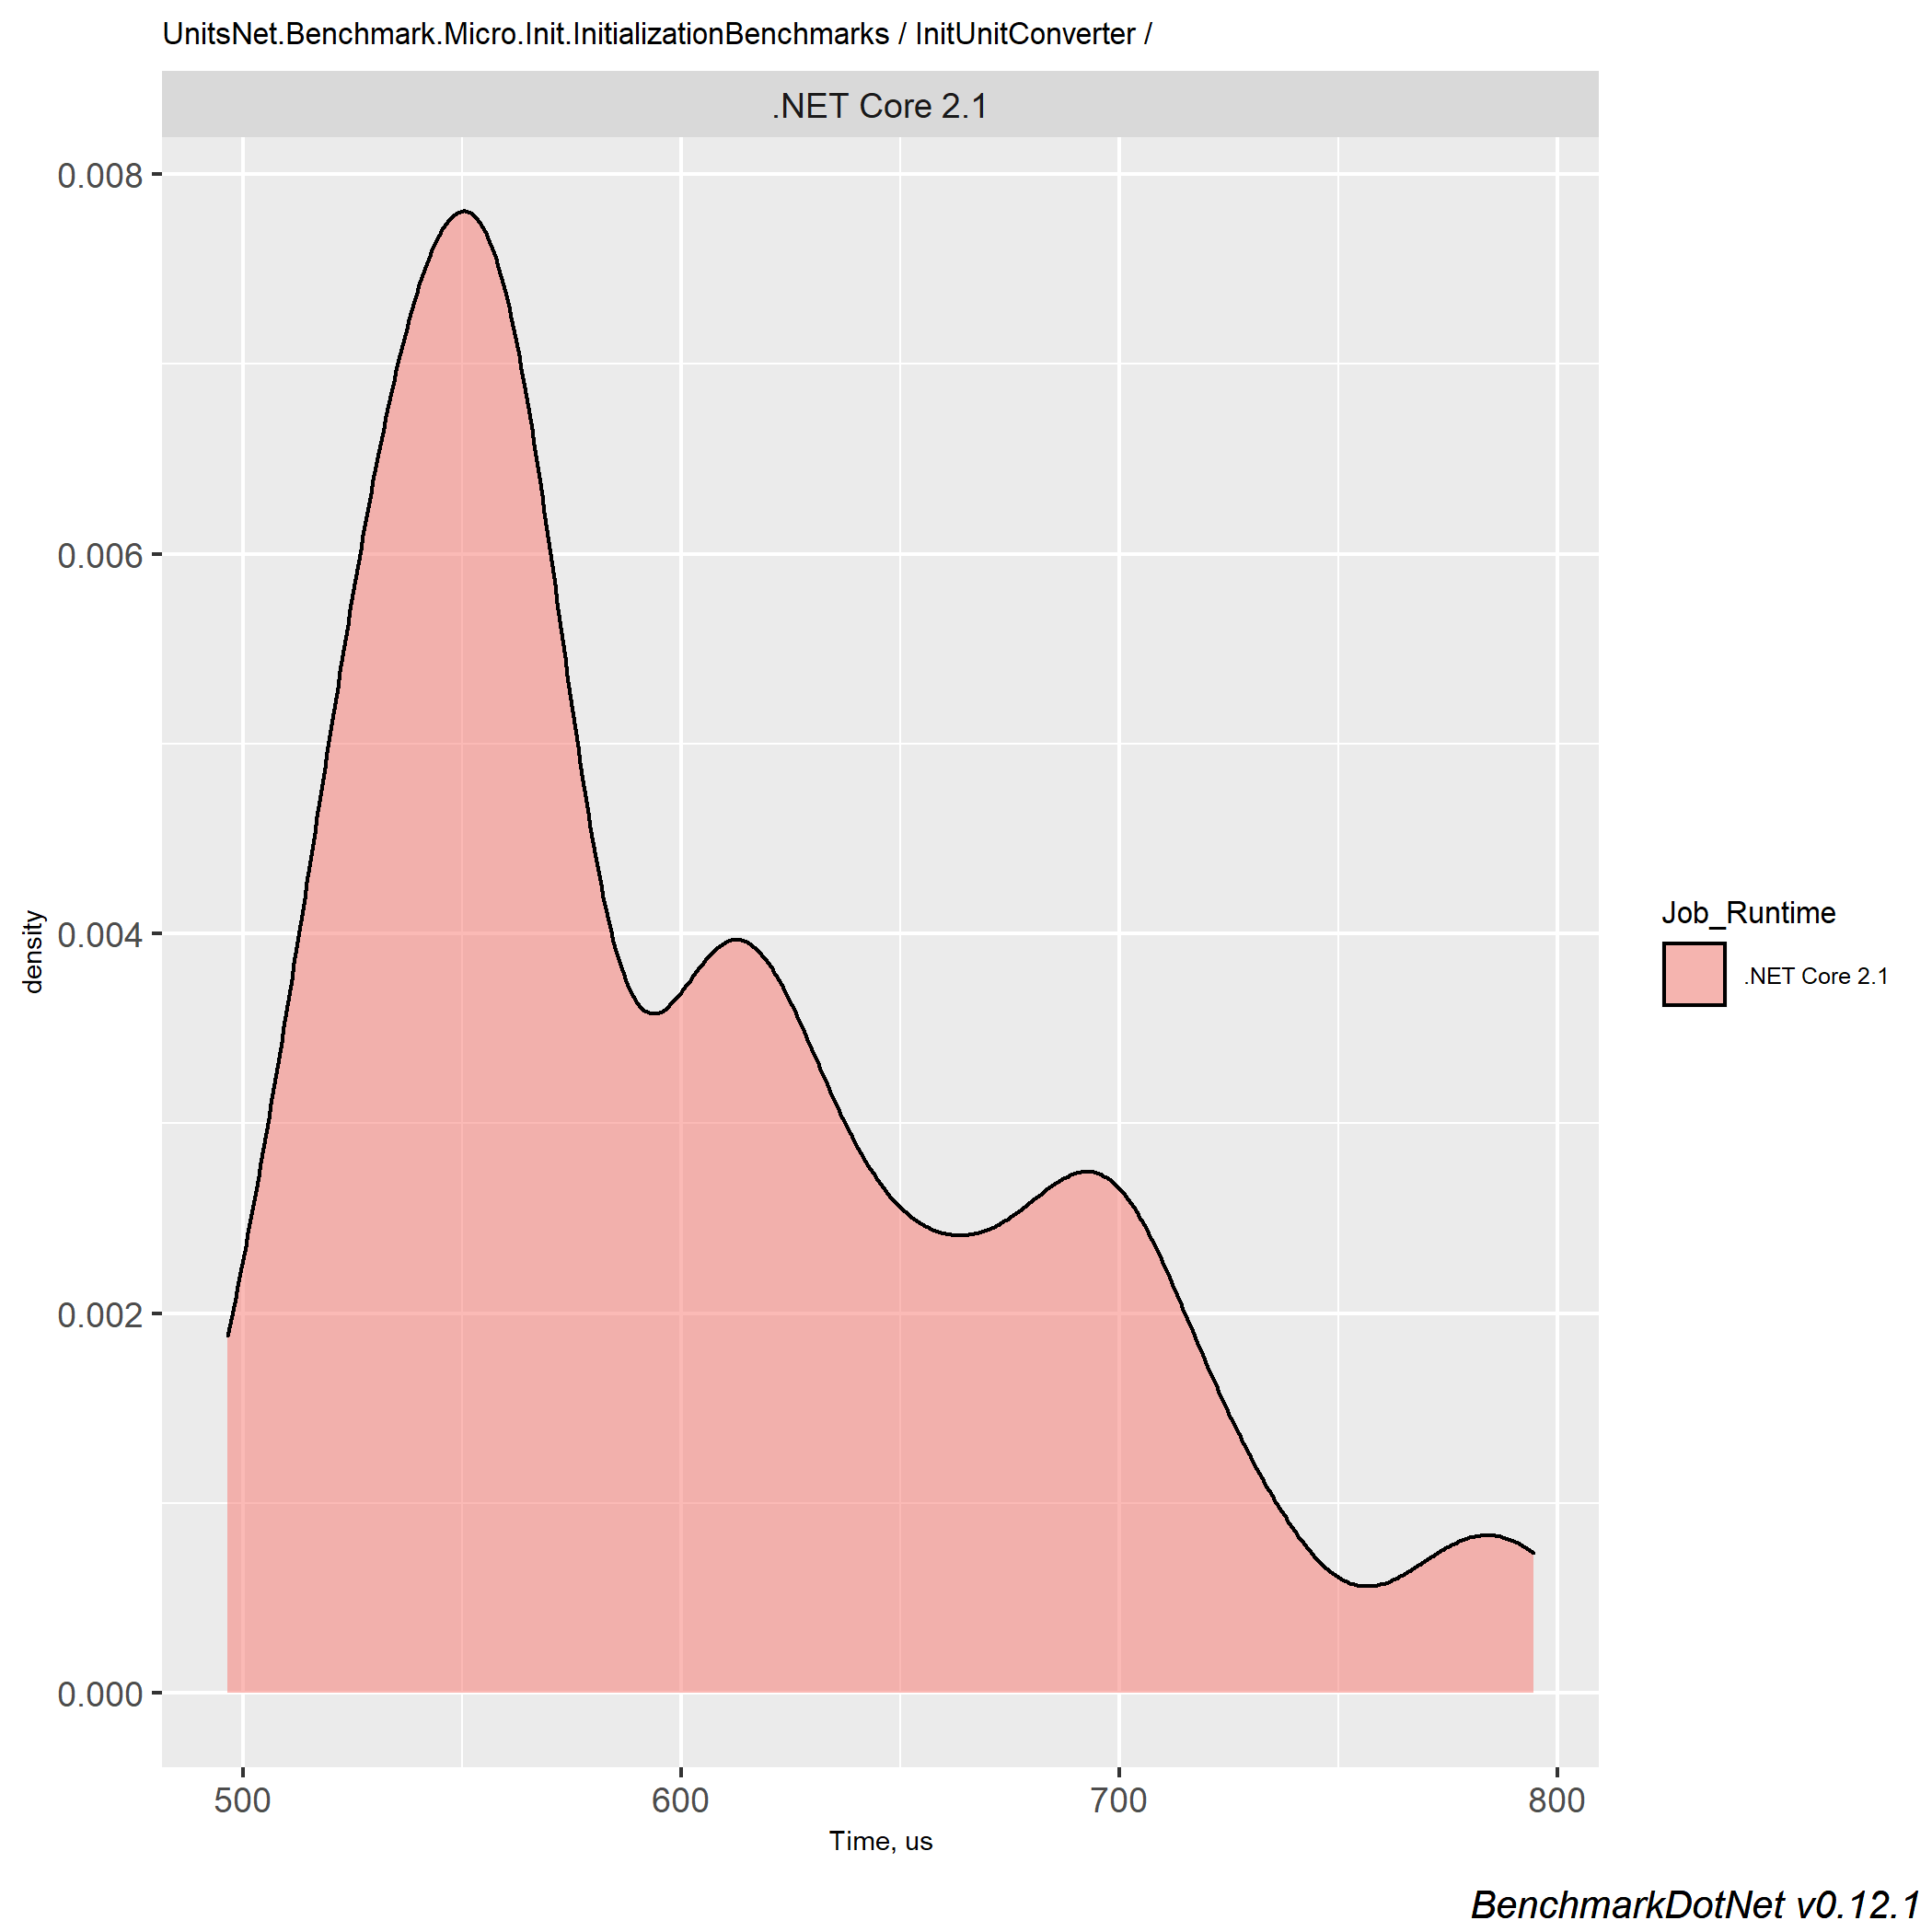 UnitsNet.Benchmark.Micro.Init.InitializationBenchmarks / InitUnitConverter /
.NET Core 2.1
0.008
0.006
0.004
0.002
0.000
density
500 600 700 800
Time, us
Job_Runtime
.NET Core 2.1
BenchmarkDotNet v0.12.1